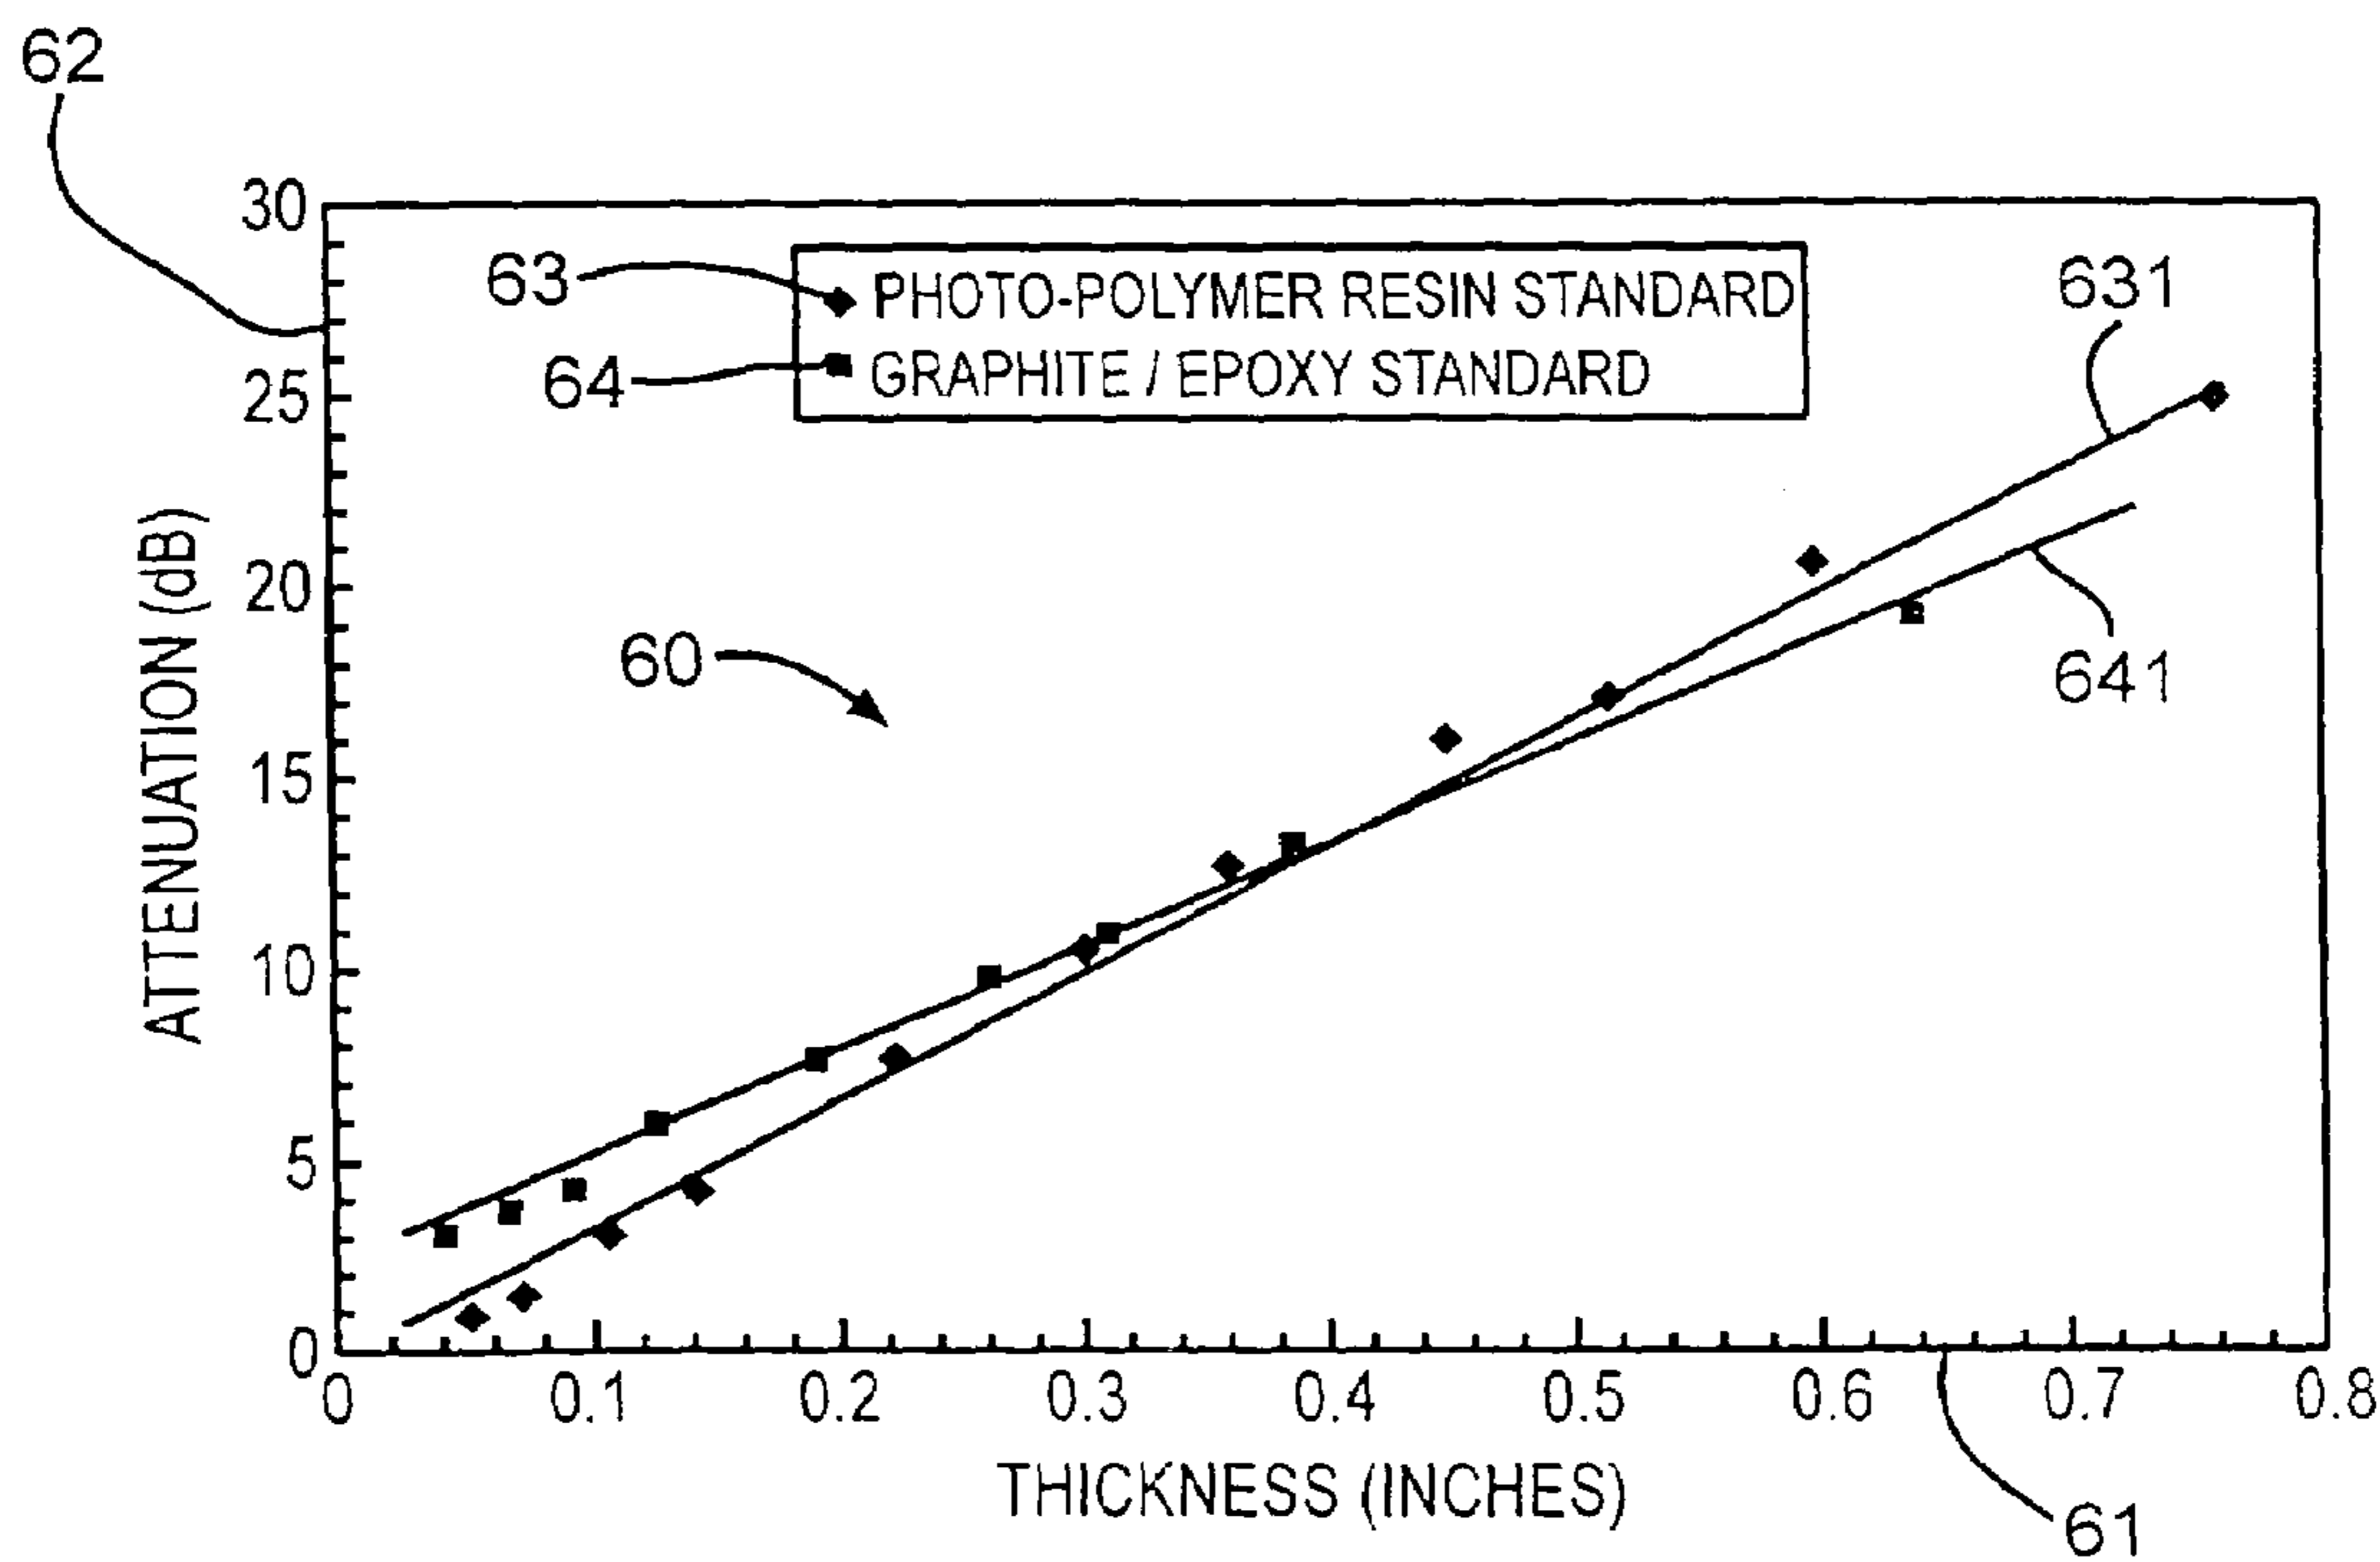 62
30
63
PHOTO-POLYMER RESIN STANDARD
631
64
GRAPHITE / EPOXY STANDARD
25
ATTENUATION (dB)
20
60
641
15
10
5
0
0 0.1 0.2 0.3 0.4 0.5 0.6 0.7 0.8
THICKNESS (INCHES)
61